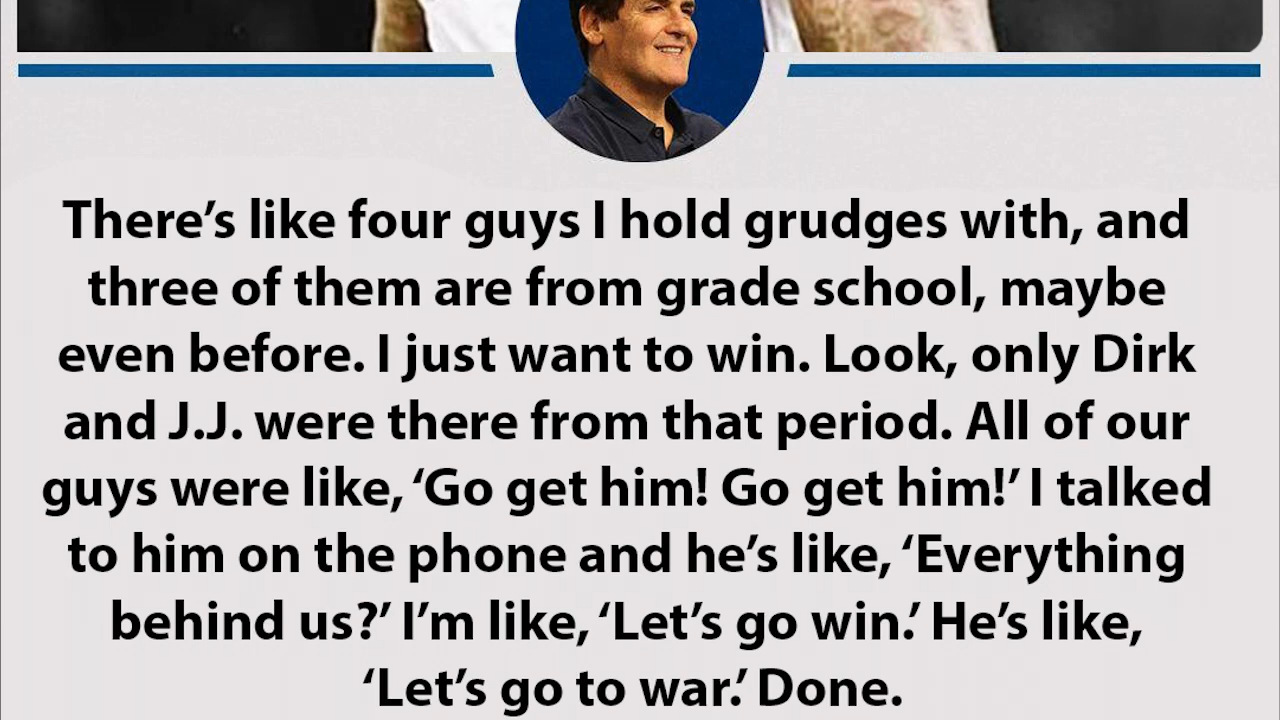 There’s like four guys I hold grudges with, and
three of them are from grade school, maybe
even before. I just want to win. Look, only Dirk
and J.J. were there from that period. All of our
guys were like, ‘Go get him! Go get him!’ I talked
to him on the phone and he’s like, ‘Everything
behind us?’ I’m like, ‘Let’s go win.’ He’s like,
‘Let’s go to war.’ Done.